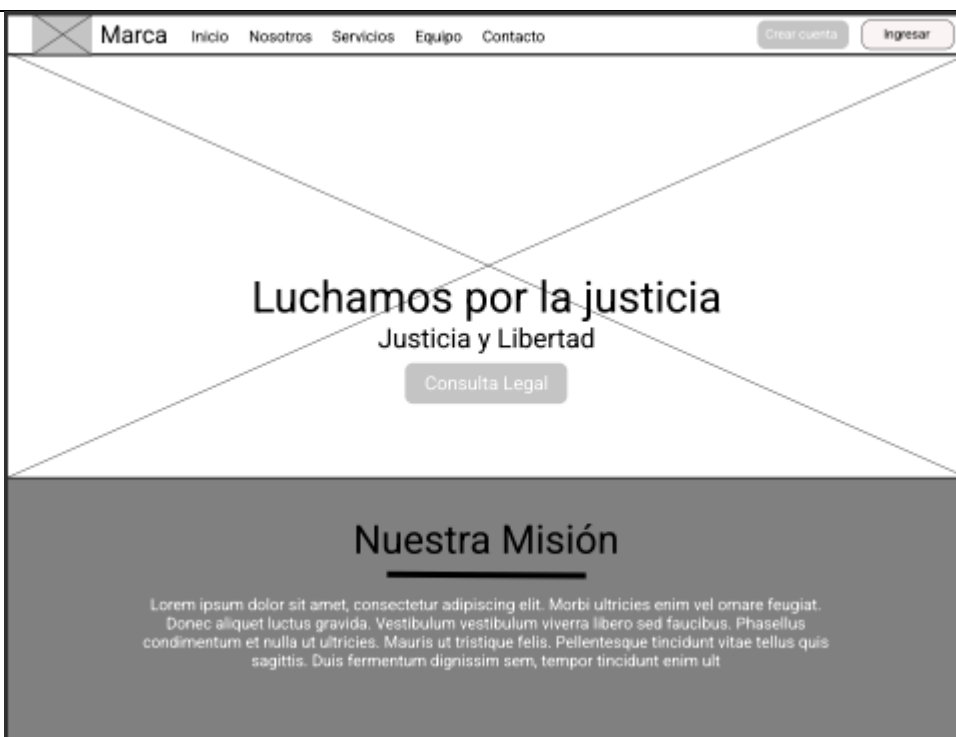 Marca Inicio Nosotros Servicios Equipo Contacto Crear cuenta Ingresar
Luchamos por la justicia
Justicia y Libertad
Consulta Legal
Nuestra Misión
Lorem ipsum dolor sit amet, consectetur adipiscing elit. Morbi ultricies enim vel ornare feugiat.
Donec aliquet luctus gravida. Vestibulum vestibulum viverra libero sed faucibus. Phasellus
condimentum et nulla ut ultricies. Mauris ut tristique felis. Pellentesque tincidunt vitae tellus quis
sagittis. Duis fermentum dignissim sem, tempor tincidunt enim ult